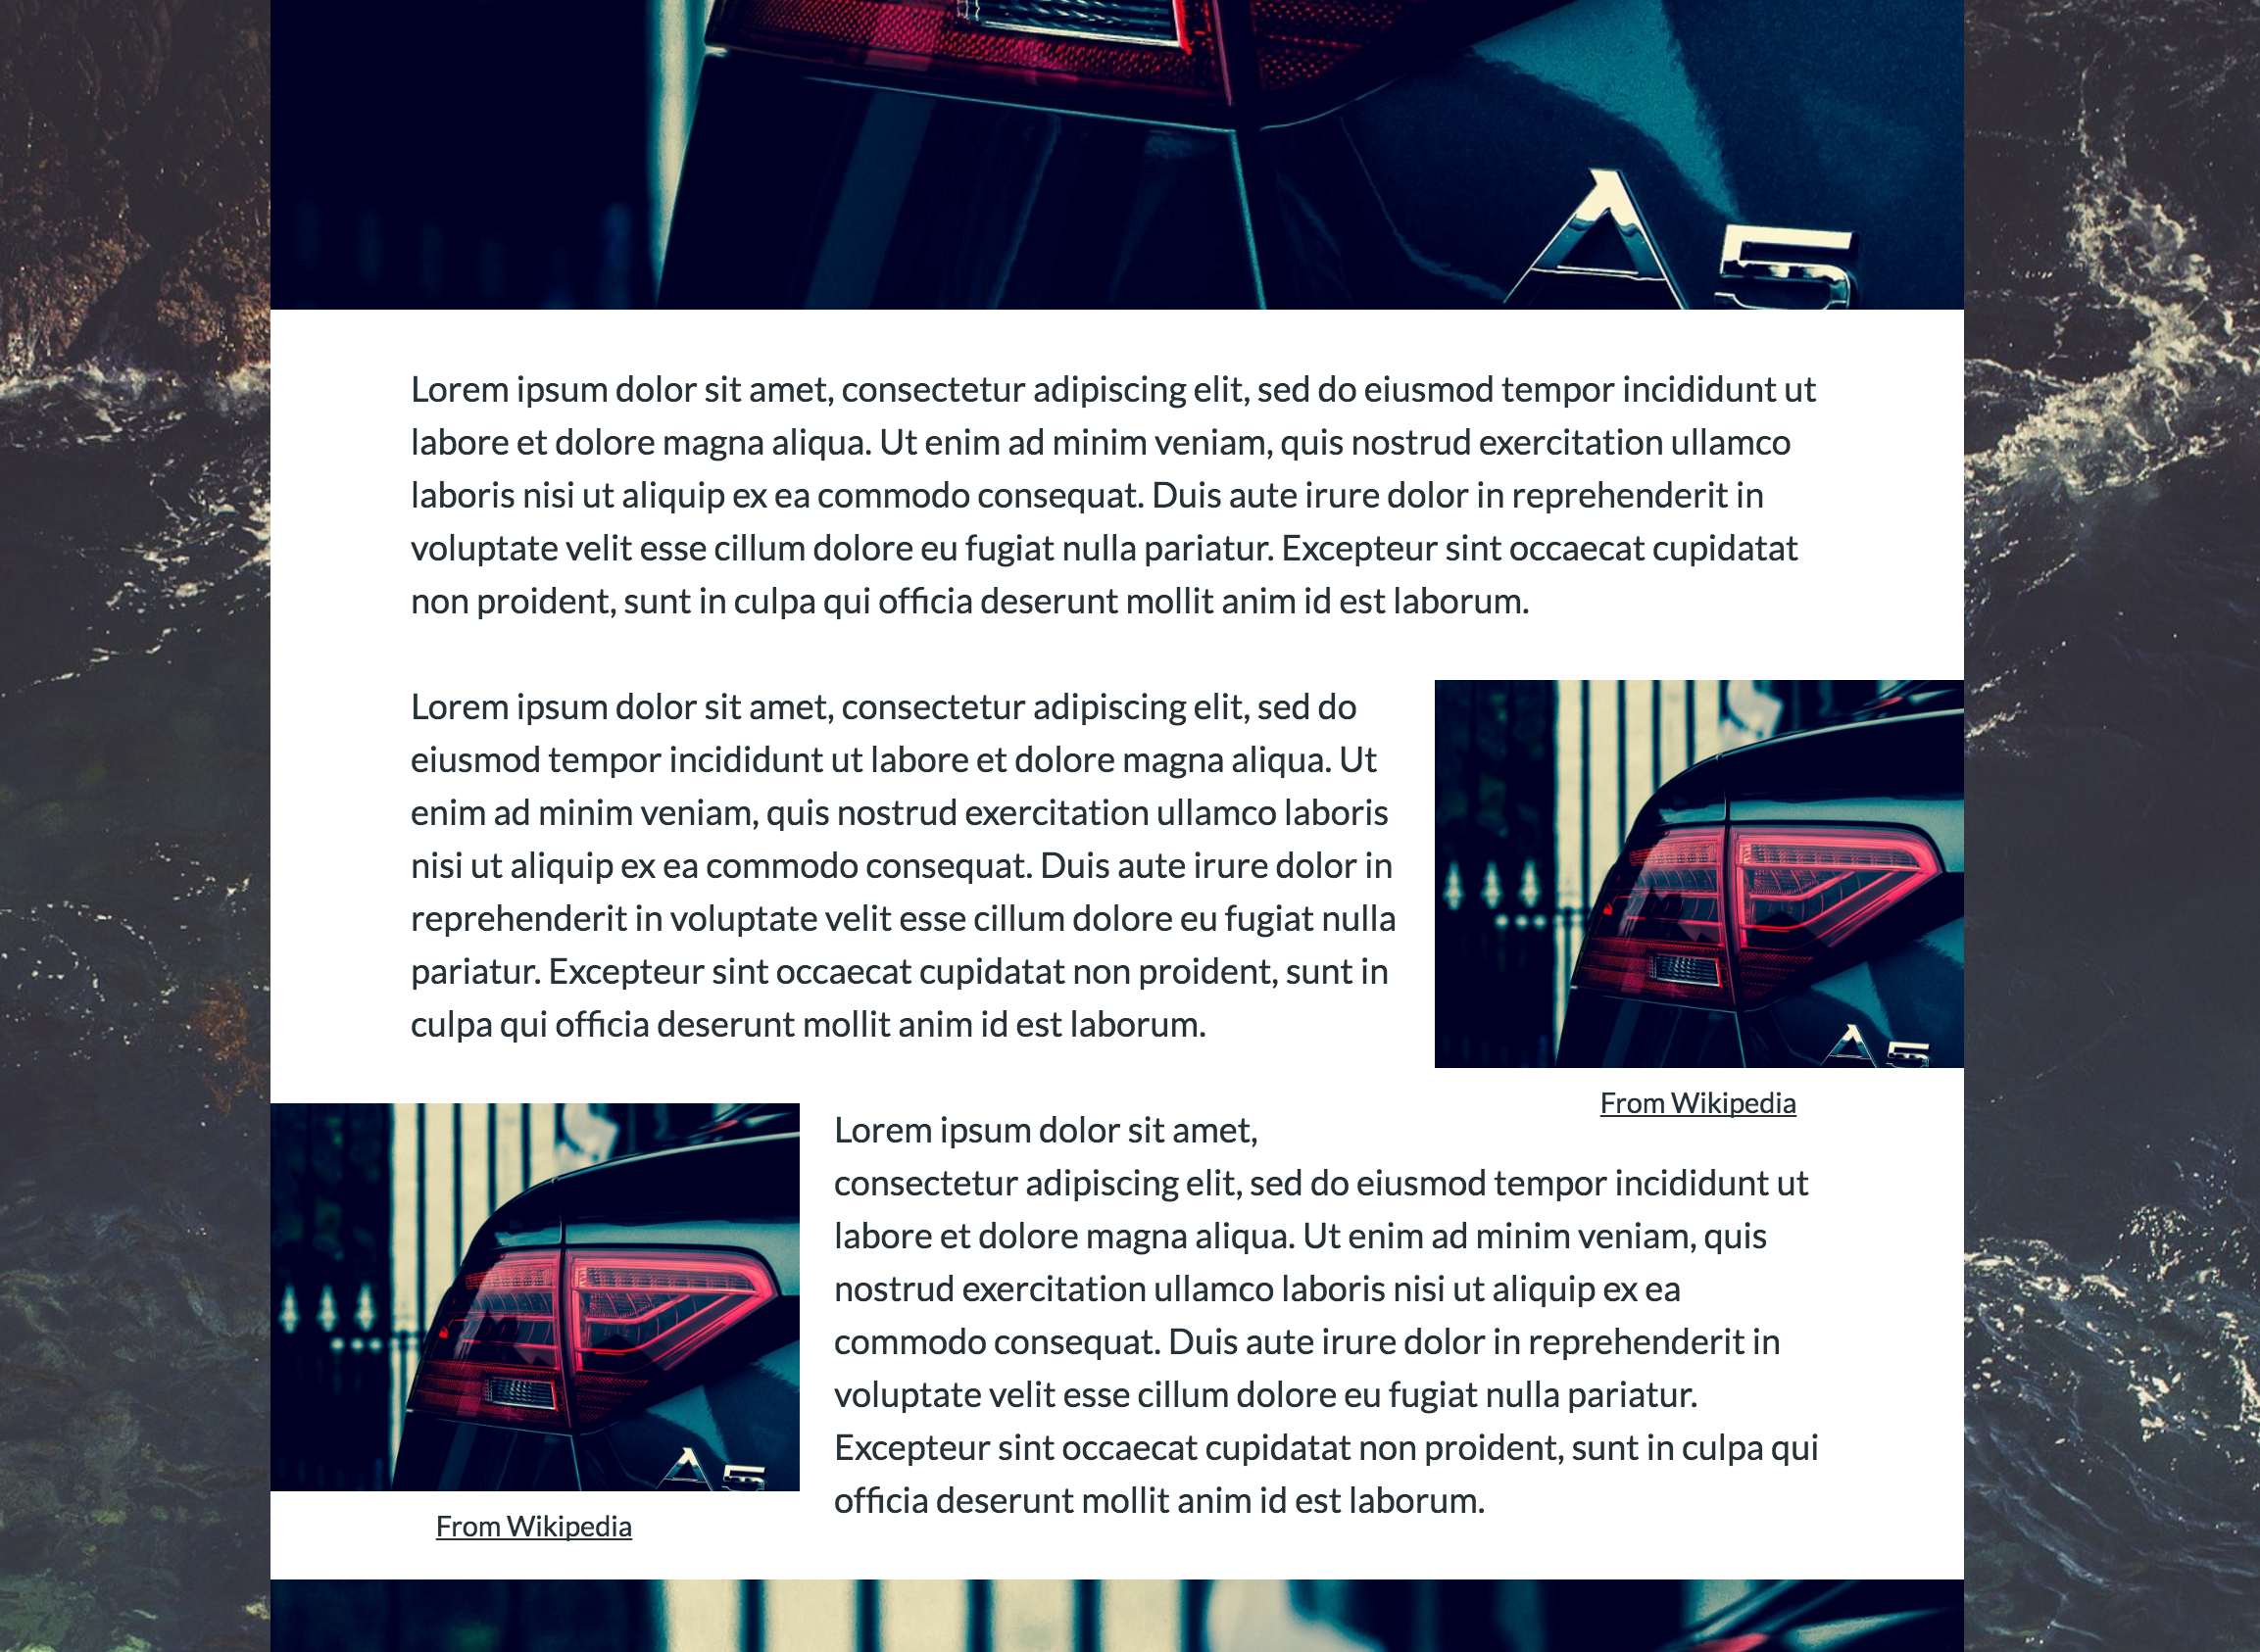 A5
Lorem ipsum dolor sit amet, consectetur adipiscing elit, sed do eiusmod tempor incididunt ut
labore et dolore magna aliqua. Ut enim ad minim veniam, quis nostrud exercitation ullamco
laboris nisi ut aliquip ex ea commodo consequat. Duis aute irure dolor in reprehenderit in
voluptate velit esse cillum dolore eu fugiat nulla pariatur. Excepteur sint occaecat cupidatat
non proident, sunt in culpa qui officia deserunt mollit anim id est laborum.
Lorem ipsum dolor sit amet, consectetur adipiscing elit, sed do
eiusmod tempor incididunt ut labore et dolore magna aliqua. Ut
enim ad minim veniam, quis nostrud exercitation ullamco laboris
nisi ut aliquip ex ea commodo consequat. Duis aute irure dolor in
reprehenderit in voluptate velit esse cillum dolore eu fugiat nulla
pariatur. Excepteur sint occaecat cupidatat non proident, sunt in
culpa qui officia deserunt mollit anim id est laborum.
A5
From Wikipedia
Lorem ipsum dolor sit amet,
consectetur adipiscing elit, sed do eiusmod tempor incididunt ut
labore et dolore magna aliqua. Ut enim ad minim veniam, quis
nostrud exercitation ullamco laboris nisi ut aliquip ex ea
commodo consequat. Duis aute irure dolor in reprehenderit in
voluptate velit esse cillum dolore eu fugiat nulla pariatur.
Excepteur sint occaecat cupidatat non proident, sunt in culpa qui
officia deserunt mollit anim id est laborum.
A5
From Wikipedia